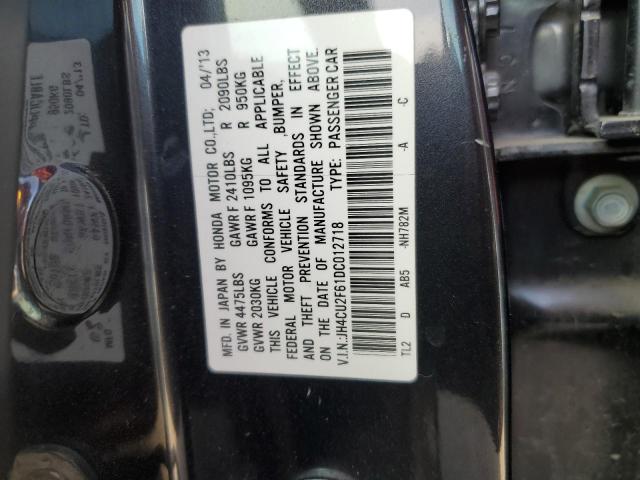 MFD. IN JAPAN BY HONDA MOTOR CO.,LTD; 04/13
GVWR 4475LBS GAWR F 2410LBS R 2090LBS
GVWR 2030KG GAWR F 1095KG R 950KG
THIS VEHICLE CONFORMS TO ALL APPLICABLE
FEDERAL MOTOR VEHICLE SAFETY ,BUMPER,
AND THEFT PREVENTION STANDARDS IN EFFECT
ON THE DATE OF MANUFACTURE SHOWN ABOVE.
V.I.N.:JH4CU2F61DC012718 TYPE: PASSENGER CAR
TL2 D AB5 -NH782M -A -C